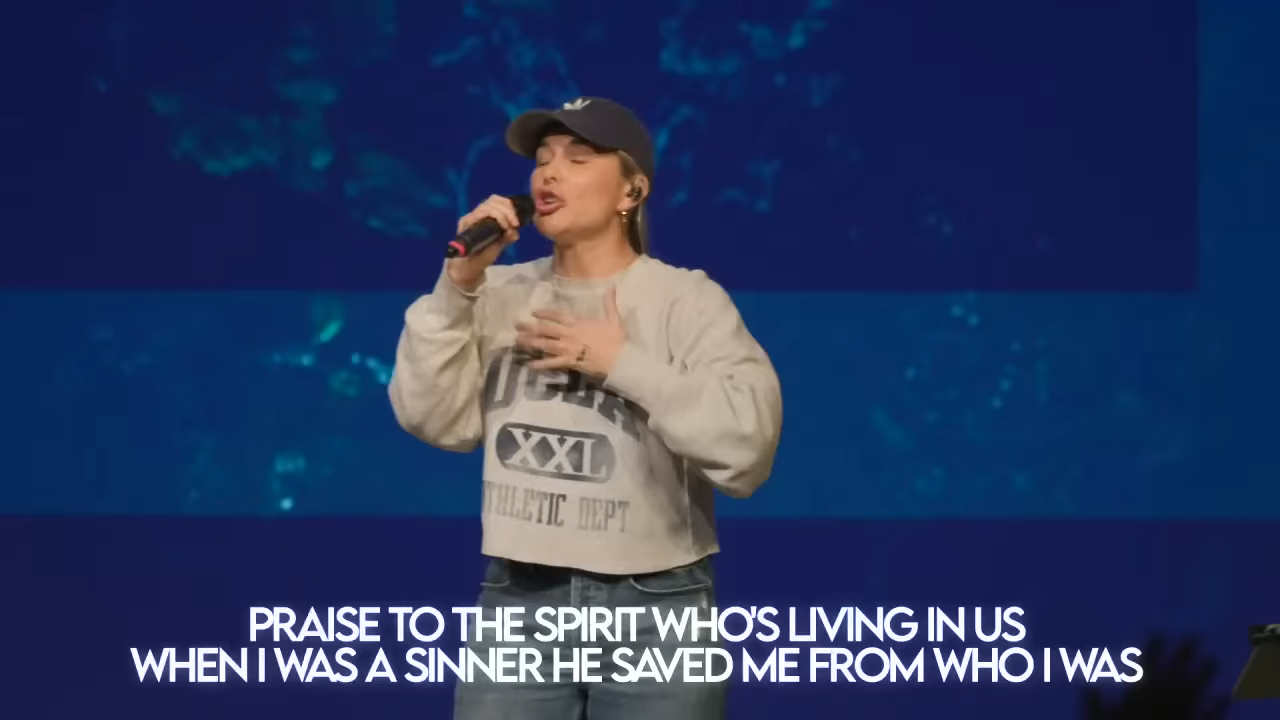 XXL
ATHLETIC DEPT
PRAISE TO THE SPIRIT WHO'S LIVING IN US
WHEN I WAS A SINNER HE SAVED ME FROM WHO I WAS